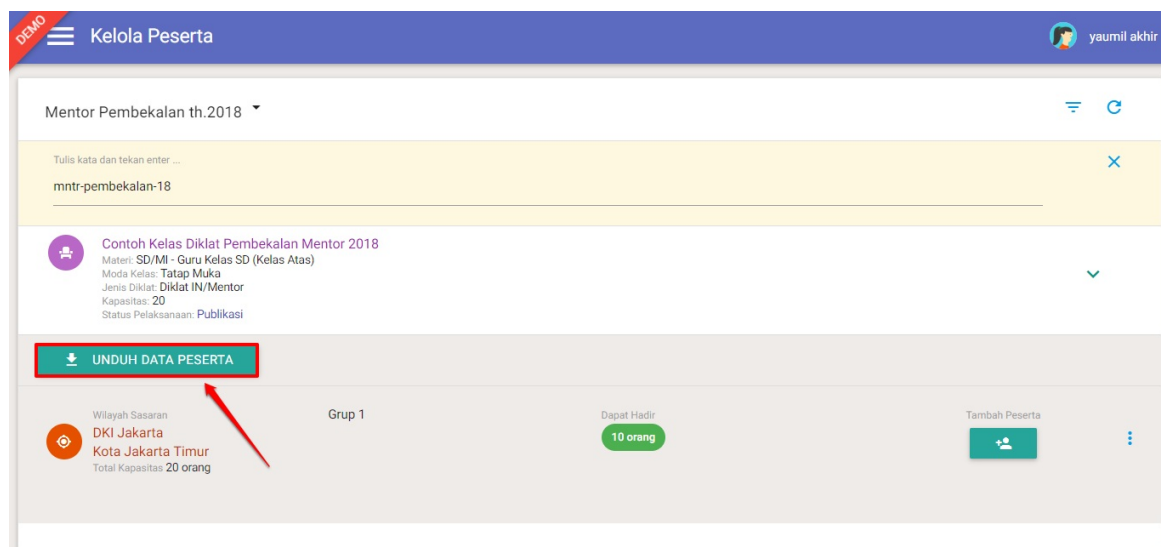 DEMO
Kelola Peserta
yaumil akhir
Mentor Pembekalan th.2018
Tulis kata dan tekan enter ...
mntr-pembekalan-18
Contoh Kelas Diklat Pembekalan Mentor 2018
Materi: SD/MI - Guru Kelas SD (Kelas Atas)
Moda Kelas: Tatap Muka
Jenis Diklat: Diklat IN/Mentor
Kapasitas: 20
Status Pelaksanaan: Publikasi
UNDUH DATA PESERTA
Wilayah Sasaran
DKI Jakarta
Kota Jakarta Timur
Total Kapasitas 20 orang
Grup 1
Dapat Hadir
10 orang
Tambah Peserta